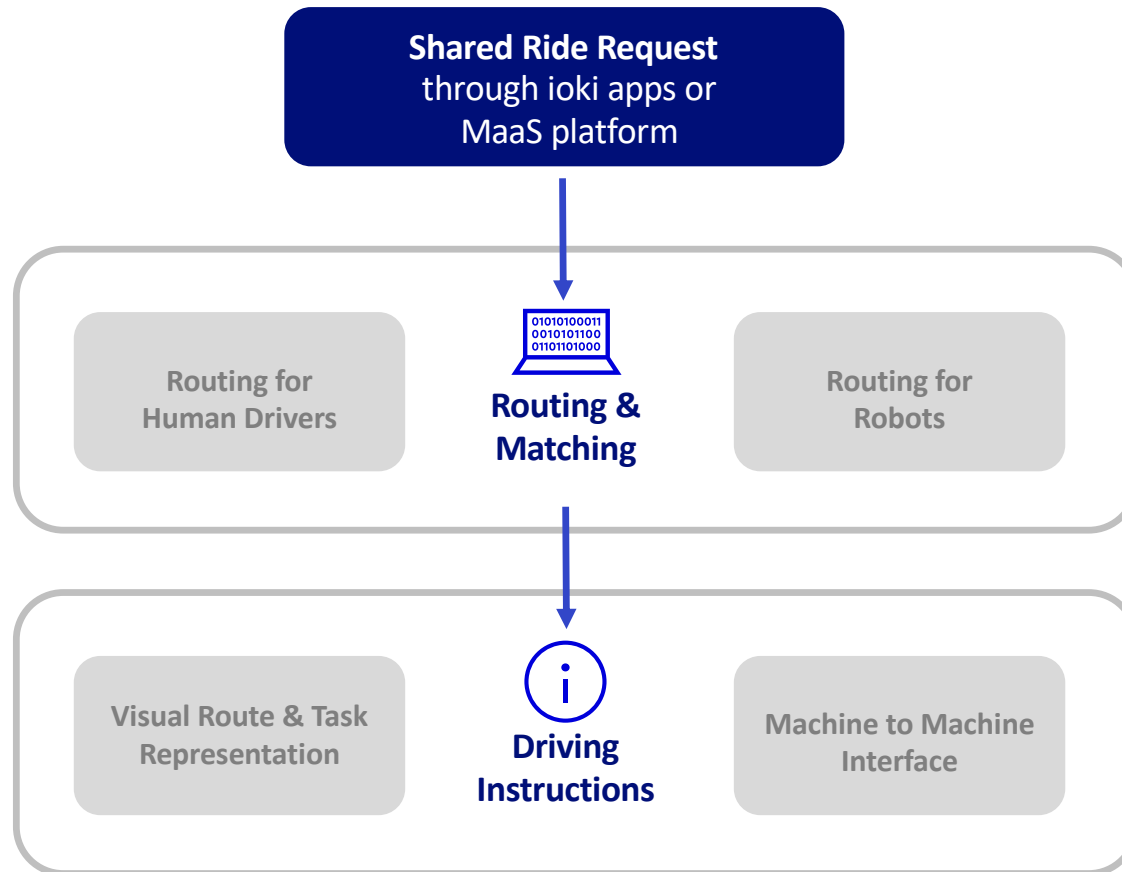 Shared Ride Request
through ioki apps or
MaaS platform
01010100011
0010101100
01101101000
Routing for
Human Drivers
Routing &
Matching
Routing for
Robots
Visual Route & Task
Representation
i
Driving
Instructions
Machine to Machine
Interface